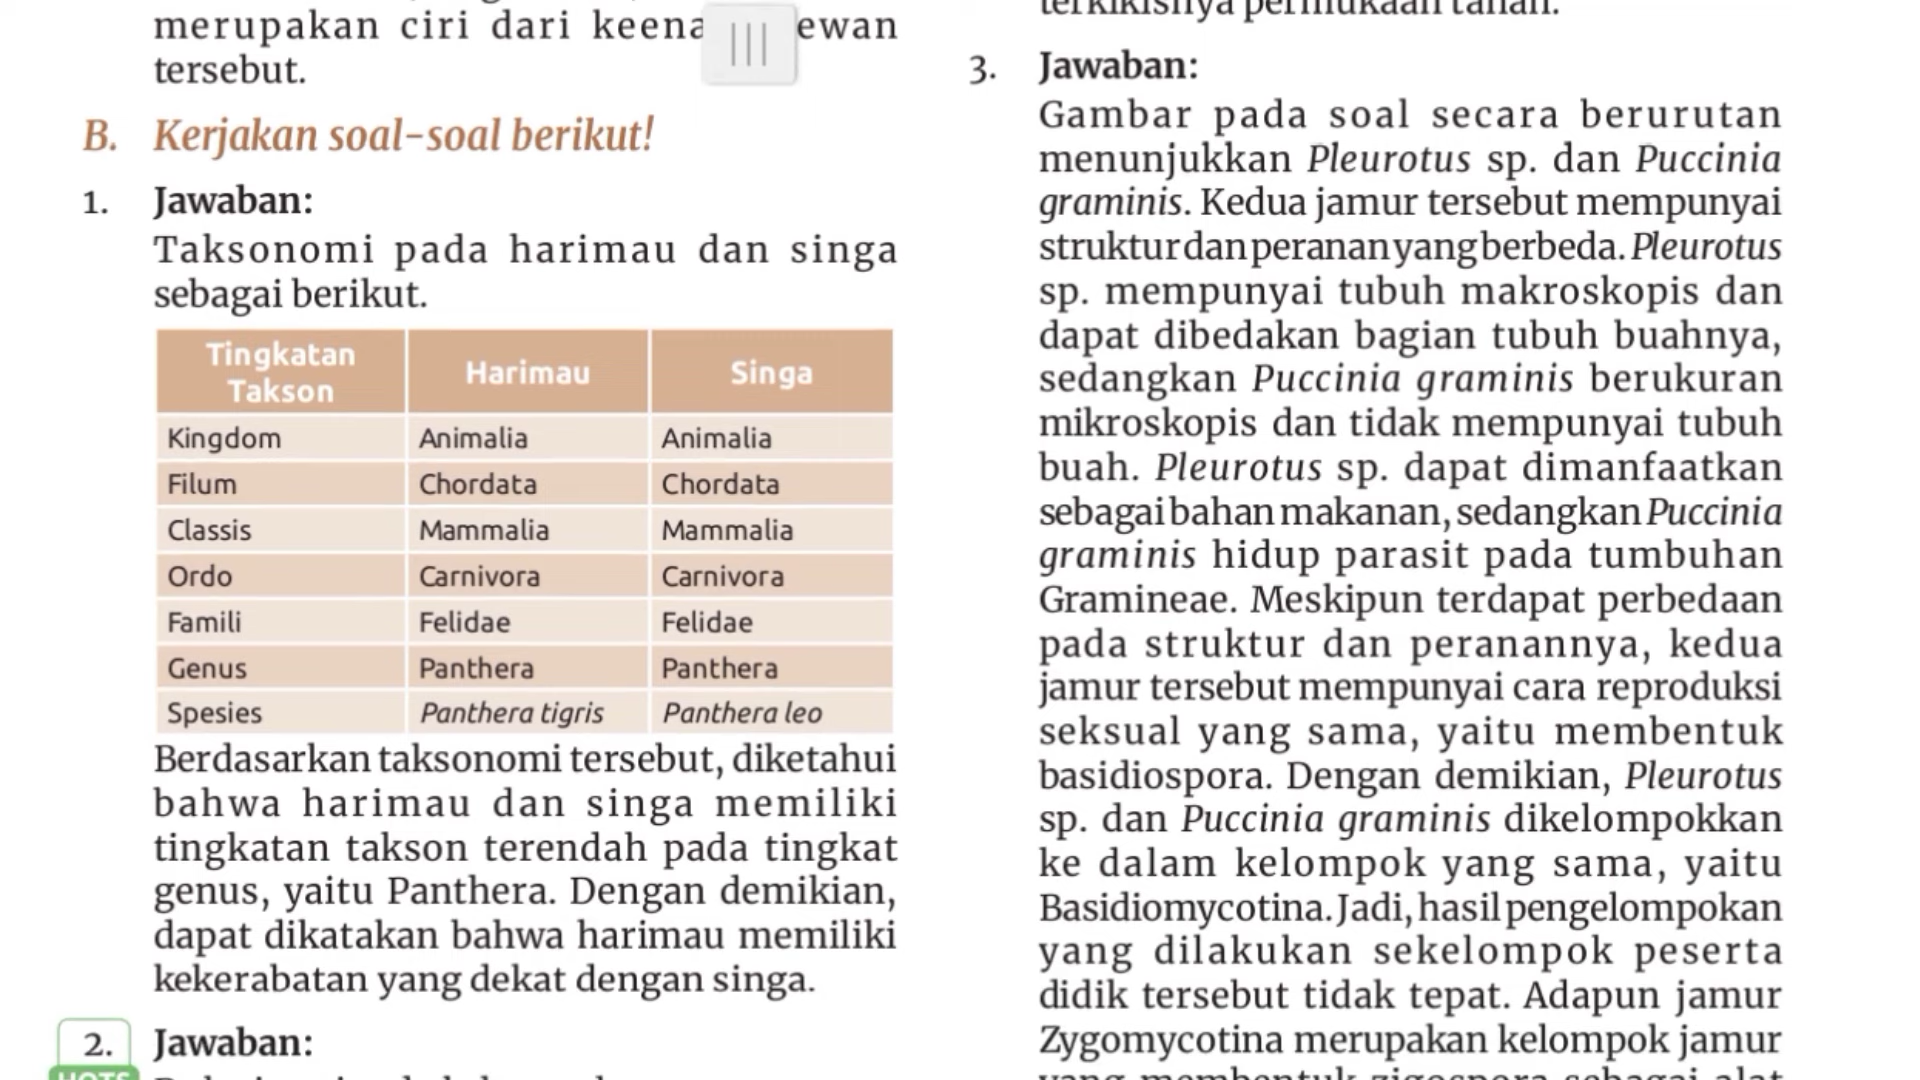 merupakan ciri dari
tersebut.
B. Kerjakan soal-soal berikut!
1. Jawaban:
Taksonomi pada harimau dan singa
sebagai berikut.
Tingkatan Takson Harimau Singa
Kingdom Animalia Animalia
Filum Chordata Chordata
Classis Mammalia Mammalia
Ordo Carnivora Carnivora
Famili Felidae Felidae
Genus Panthera Panthera
Spesies Panthera tigris Panthera leo
Berdasarkan taksonomi tersebut, diketahui
bahwa harimau dan singa memiliki
tingkatan takson terendah pada tingkat
genus, yaitu Panthera. Dengan demikian,
dapat dikatakan bahwa harimau memiliki
kekerabatan yang dekat dengan singa.
2. Jawaban:
HOTS
terkikisnya permukaan tanah.
3. Jawaban:
Gambar pada soal secara berurutan
menunjukkan Pleurotus sp. dan Puccinia
graminis. Kedua jamur tersebut mempunyai
struktur dan peranan yang berbeda. Pleurotus
sp. mempunyai tubuh makroskopis dan
dapat dibedakan bagian tubuh buahnya,
sedangkan Puccinia graminis berukuran
mikroskopis dan tidak mempunyai tubuh
buah. Pleurotus sp. dapat dimanfaatkan
sebagai bahan makanan, sedangkan Puccinia
graminis hidup parasit pada tumbuhan
Gramineae. Meskipun terdapat perbedaan
pada struktur dan peranannya, kedua
jamur tersebut mempunyai cara reproduksi
seksual yang sama, yaitu membentuk
basidiospora. Dengan demikian, Pleurotus
sp. dan Puccinia graminis dikelompokkan
ke dalam kelompok yang sama, yaitu
Basidiomycotina. Jadi, hasil pengelompokan
yang dilakukan sekelompok peserta
didik tersebut tidak tepat. Adapun jamur
Zygomycotina merupakan kelompok jamur
yang membentuk zigospora sebagai alat